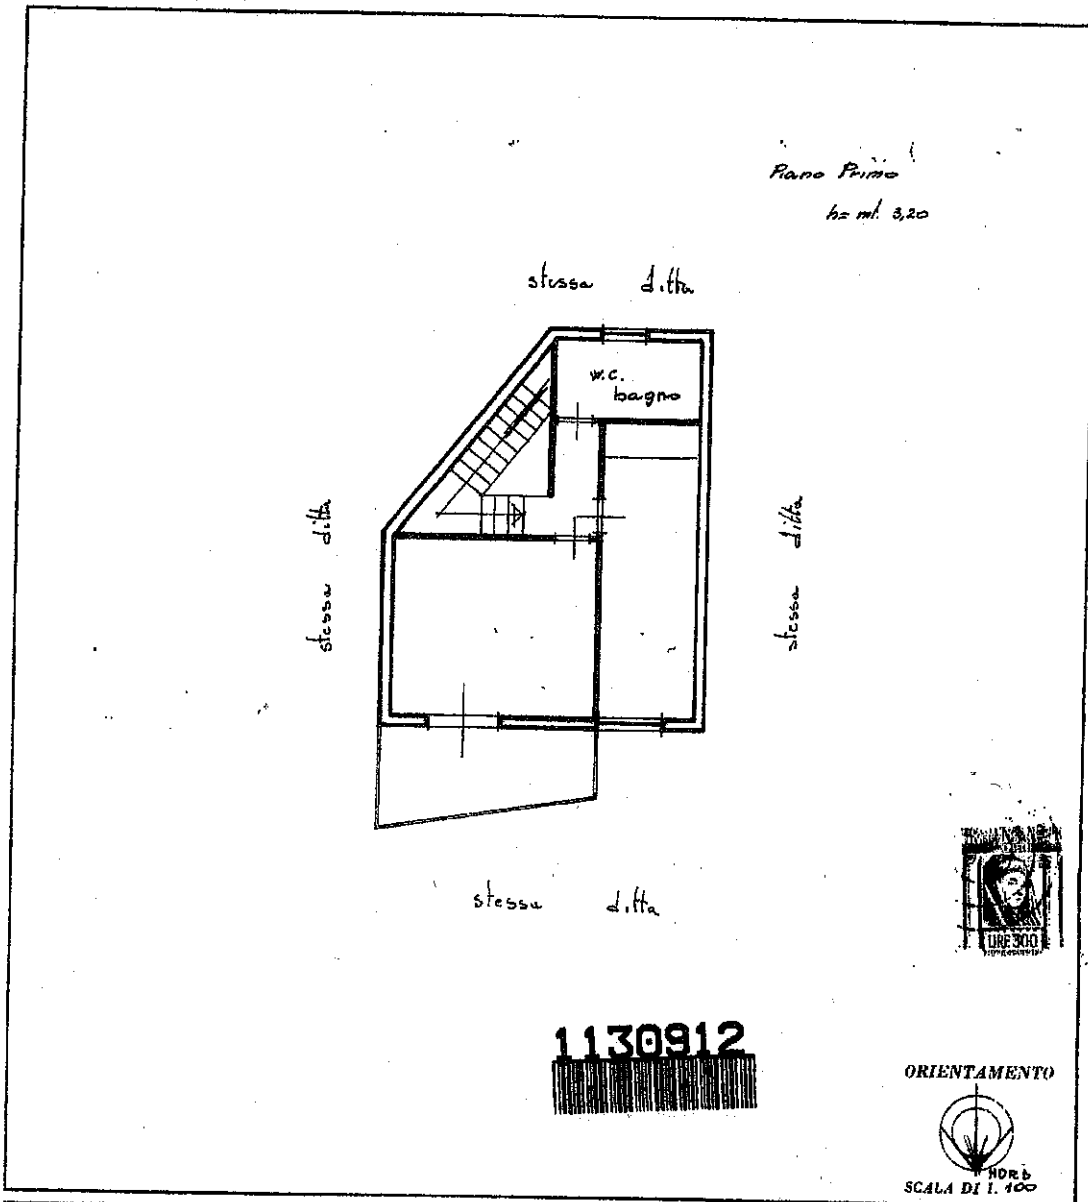 Piano Primo
h= ml. 3,20
stessa ditta
w.c.
bagno
stessa ditta
stessa ditta
stessa ditta
LIRE 300
1130912
ORIENTAMENTO
NORD
SCALA DI 1. 100